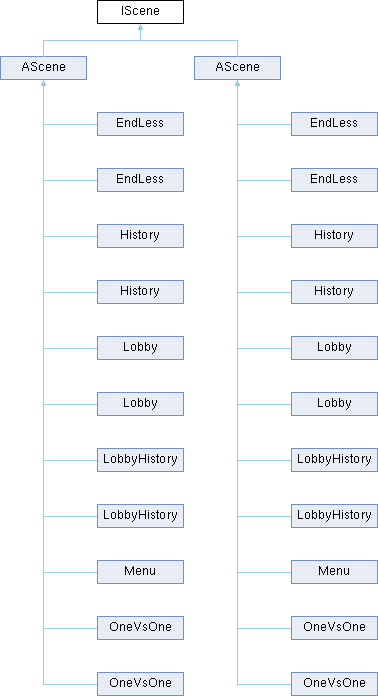 IScene
AScene
AScene
EndLess
EndLess
EndLess
EndLess
History
History
History
History
Lobby
Lobby
Lobby
Lobby
LobbyHistory
LobbyHistory
LobbyHistory
LobbyHistory
Menu
Menu
OneVsOne
OneVsOne
OneVsOne
OneVsOne